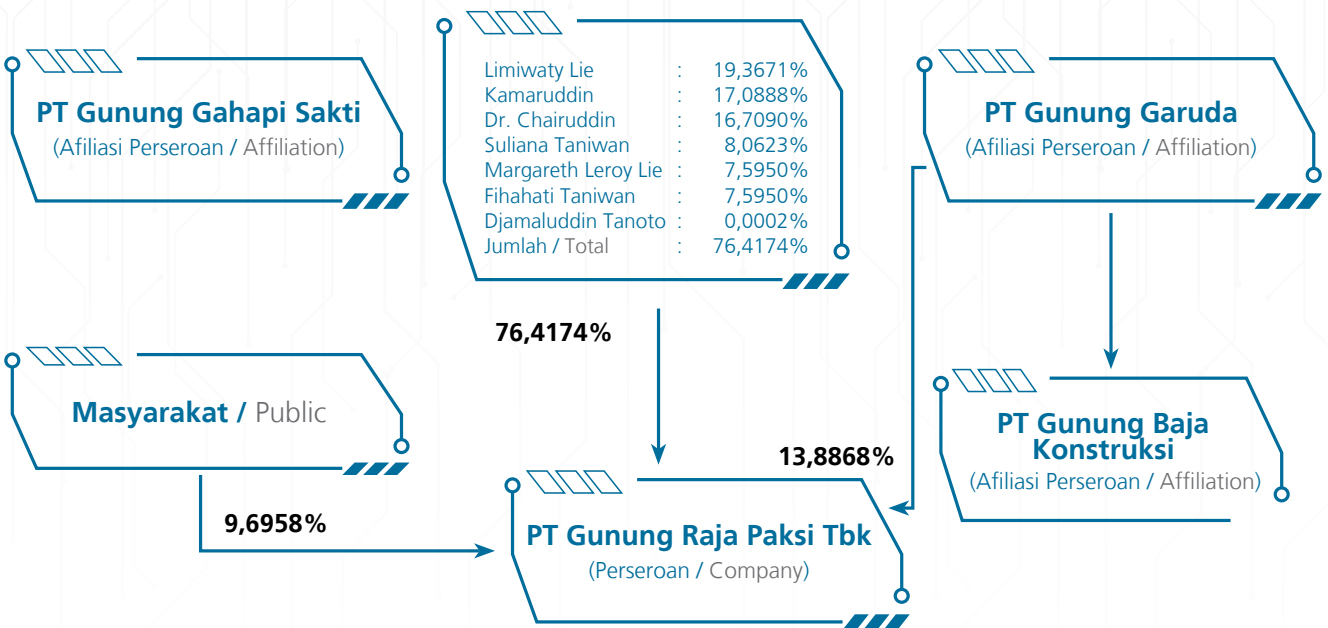 PT Gunung Gahapi Sakti
(Afiliasi Perseroan / Affiliation)
Limiwaty Lie : 19,3671%
Kamaruddin : 17,0888%
Dr. Chairuddin : 16,7090%
Suliana Taniwan : 8,0623%
Margareth Leroy Lie : 7,5950%
Fihahati Taniwan : 7,5950%
Djamaluddin Tanoto : 0,0002%
Jumlah / Total : 76,4174%
PT Gunung Garuda
(Afiliasi Perseroan / Affiliation)
76,4174%
Masyarakat / Public
PT Gunung Baja
Konstruksi
(Afiliasi Perseroan / Affiliation)
13,8868%
9,6958%
PT Gunung Raja Paksi Tbk
(Perseroan / Company)